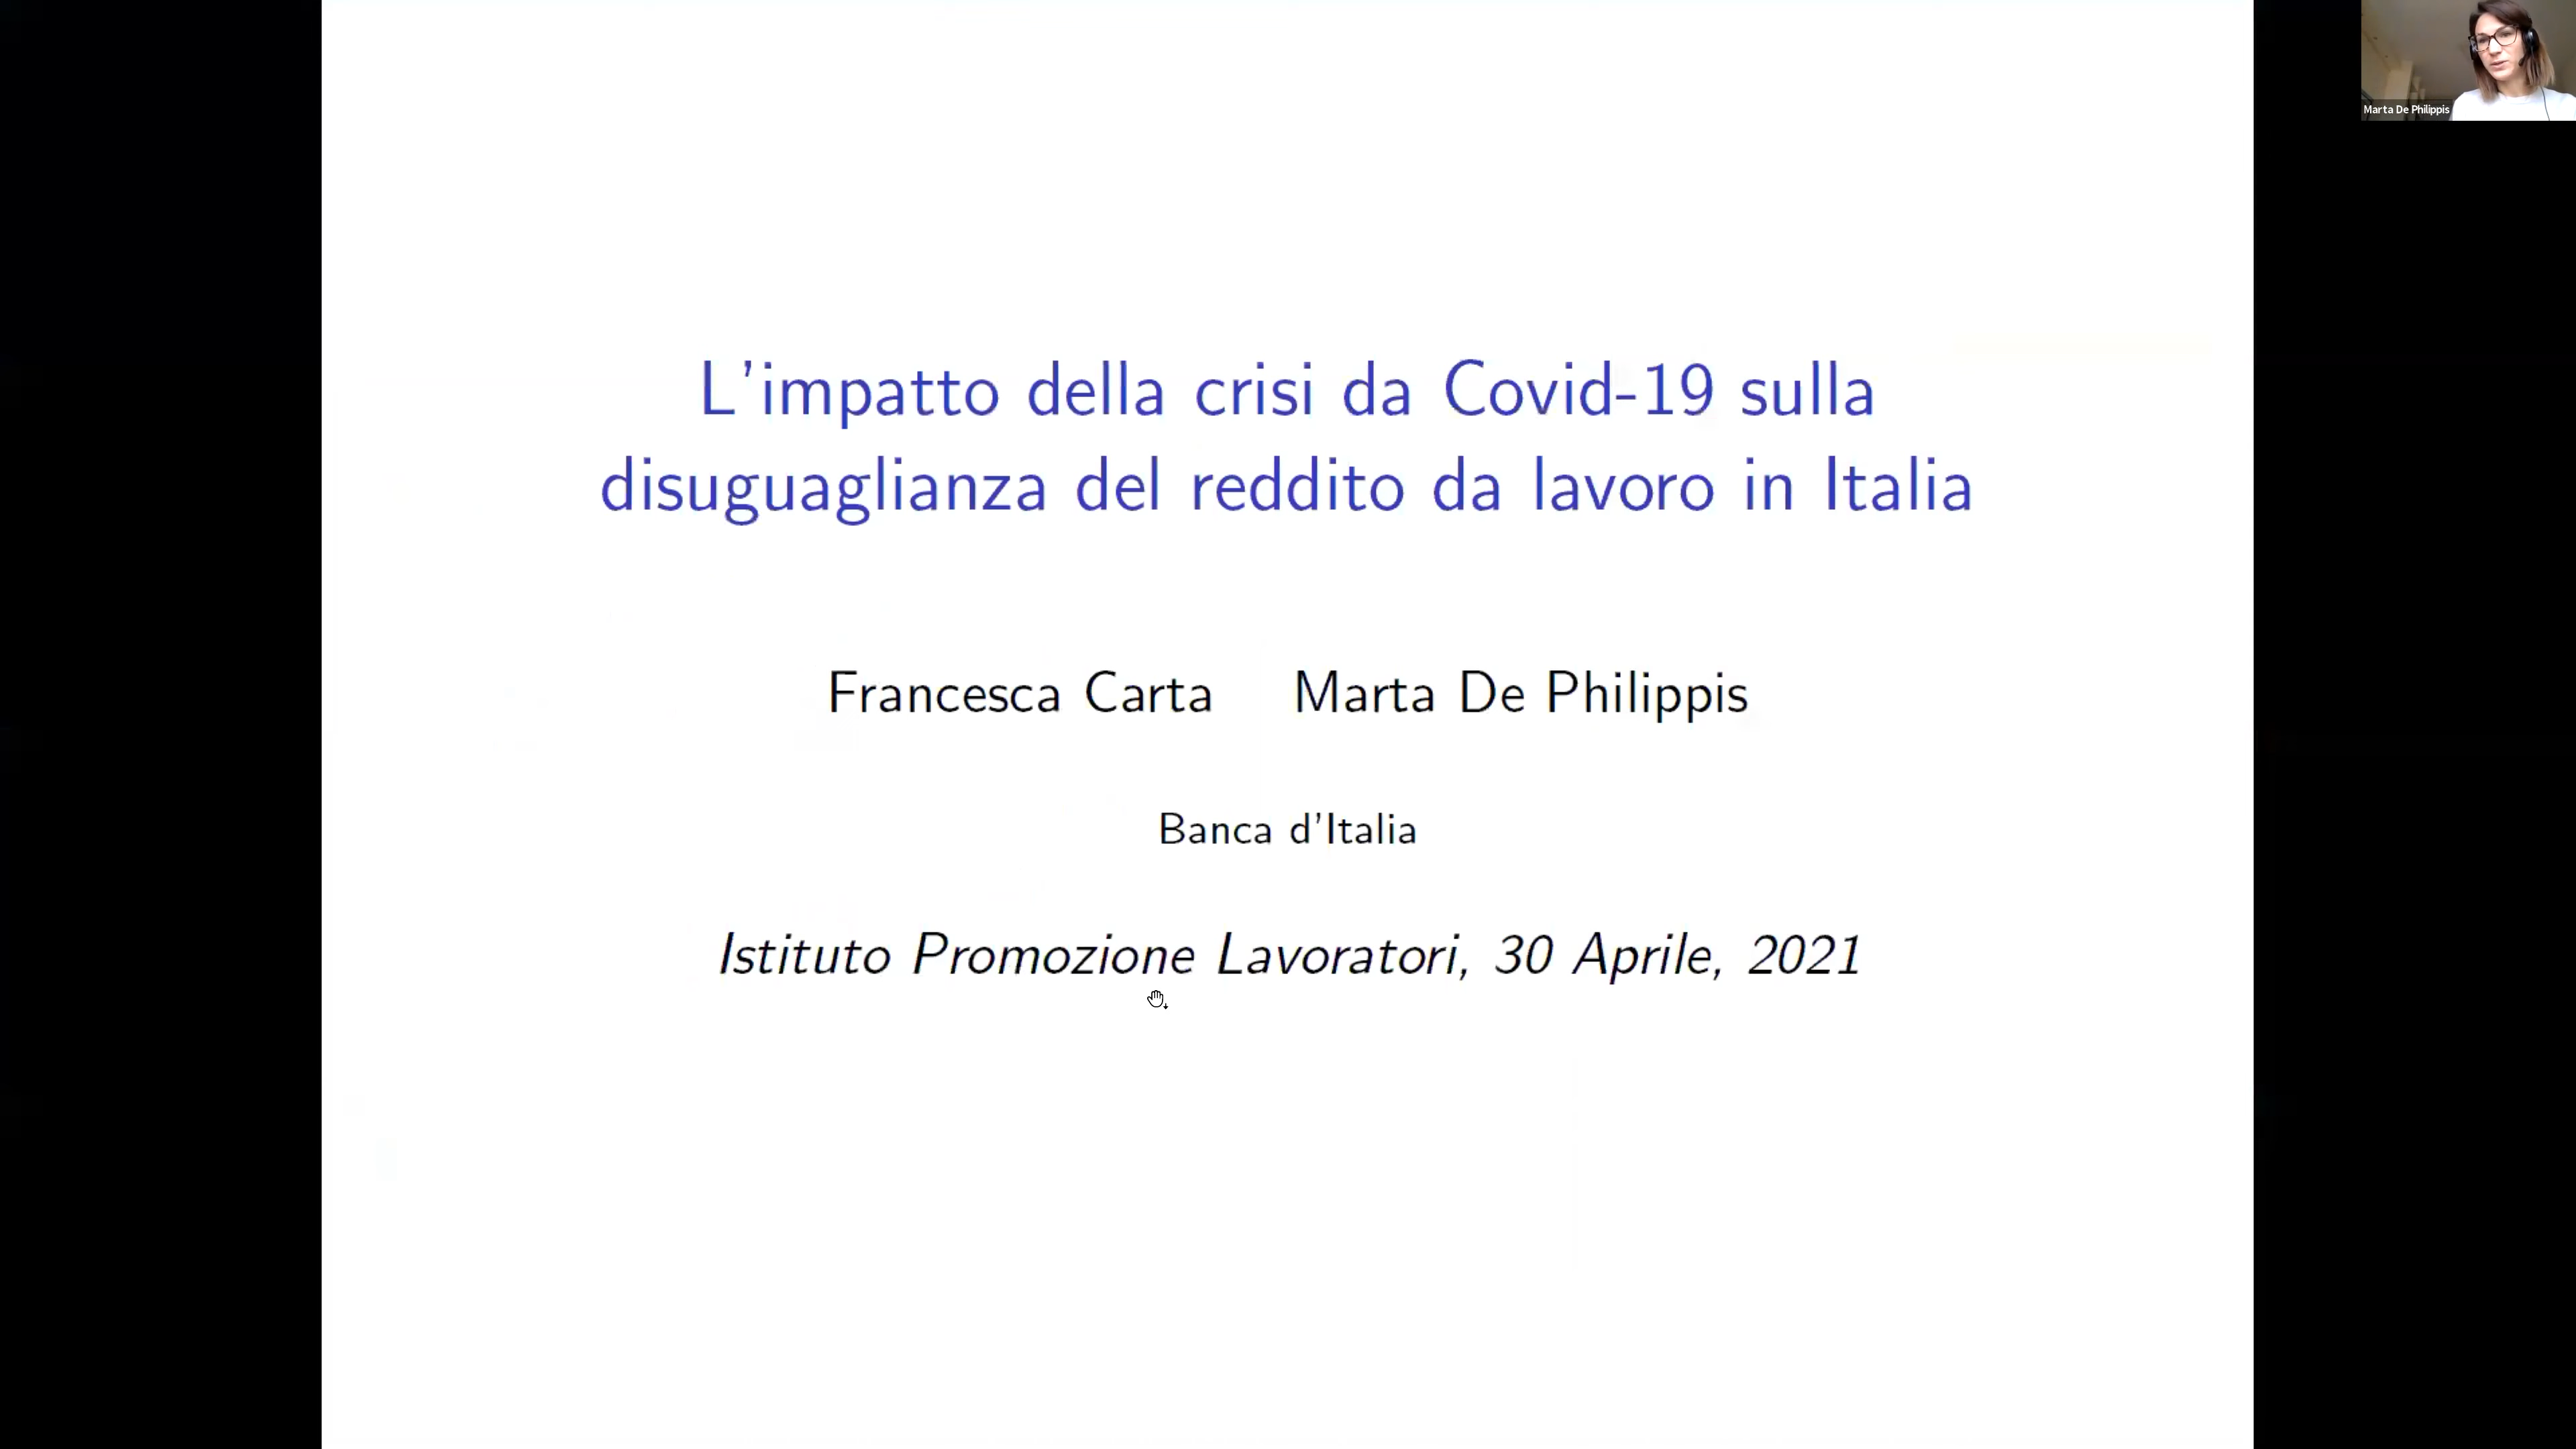 L'impatto della crisi da Covid-19 sulla
disuguaglianza del reddito da lavoro in Italia
Francesca Carta Marta De Philippis
Banca d'Italia
Istituto Promozione Lavoratori, 30 Aprile, 2021
Marta De Philippis